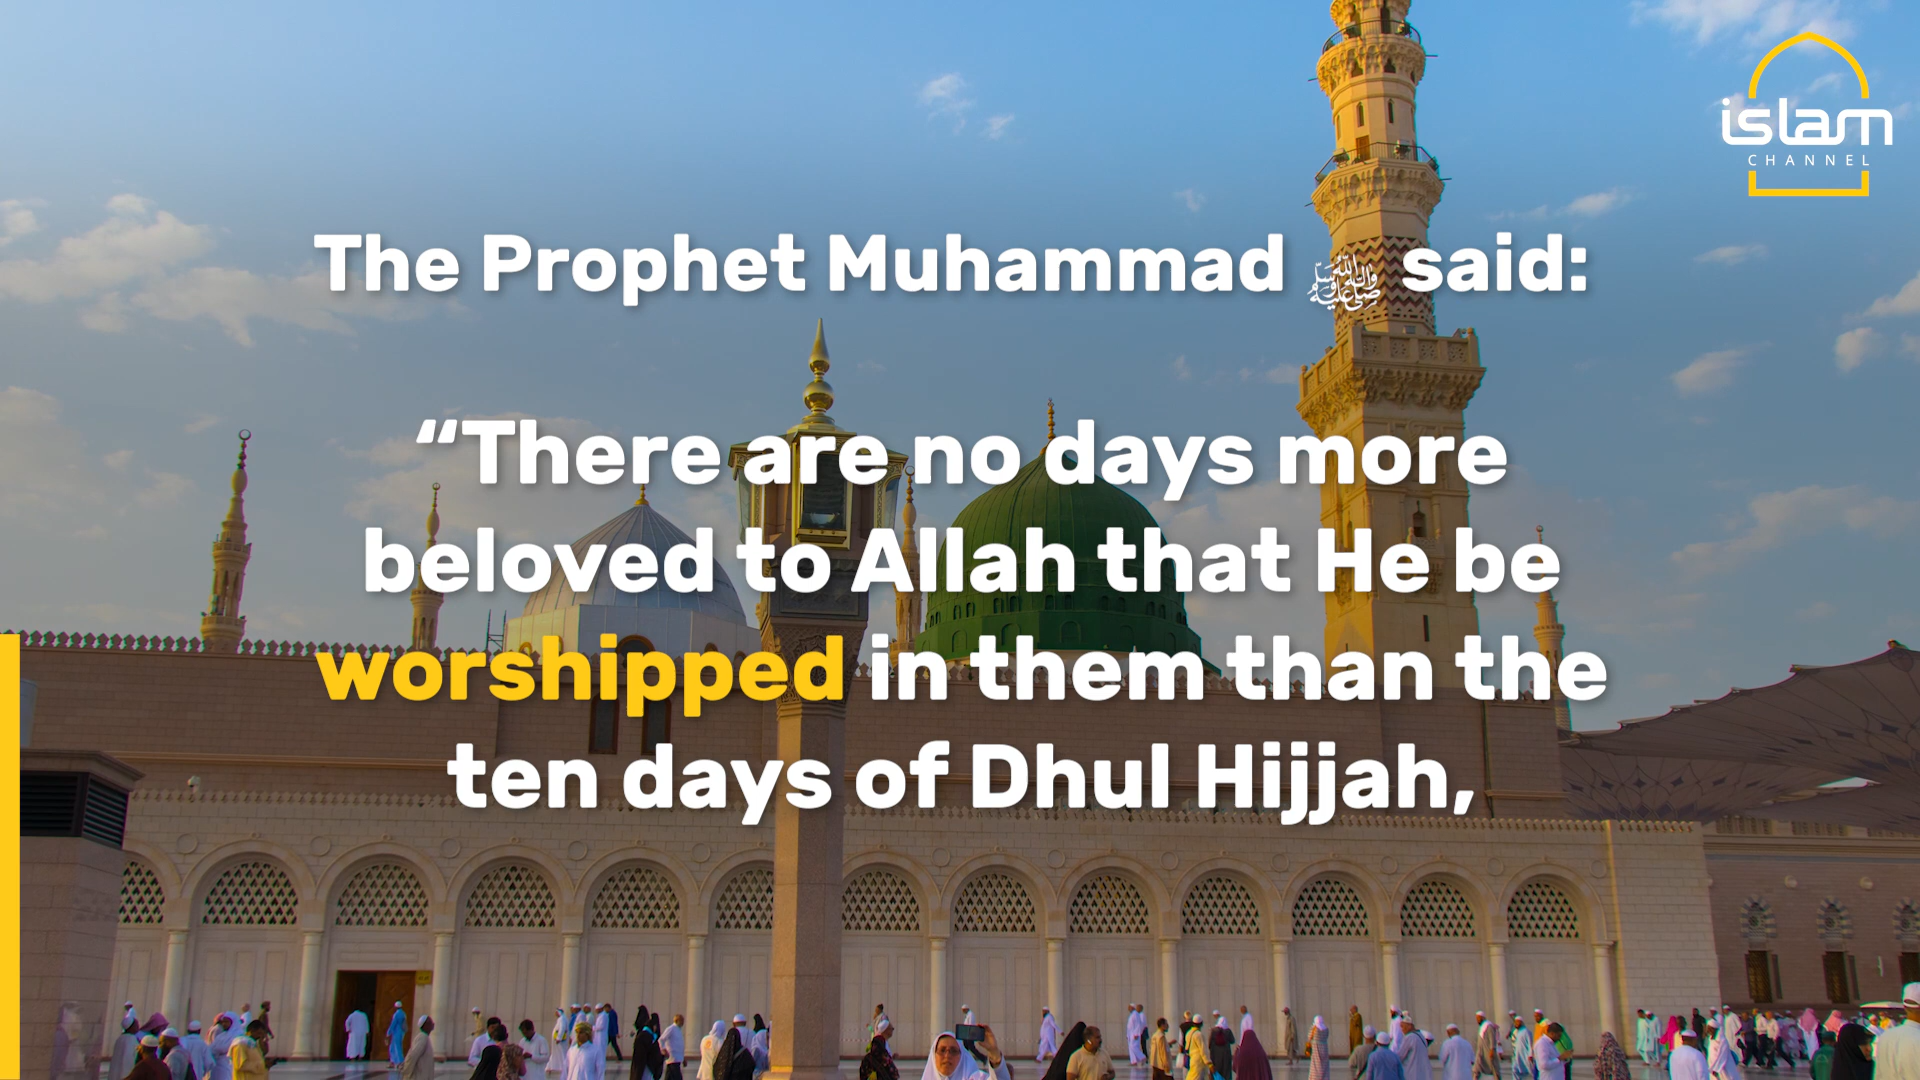 islam
CHANNEL
The Prophet Muhammad ﷺ said:
“There are no days more
beloved to Allah that He be
worshipped in them than the
ten days of Dhul Hijjah,